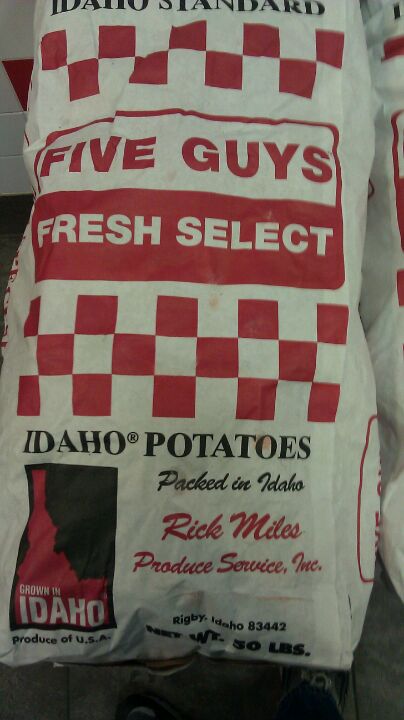 IDAHO STANDARD
FIVE GUYS
FRESH SELECT
IDAHO® POTATOES
Packed in Idaho
Rick Miles
Produce Service, Inc.
GROWN IN
IDAHO
Produce of U.S.A.
Rigby, Idaho 83442
NET WT. 50 LBS.